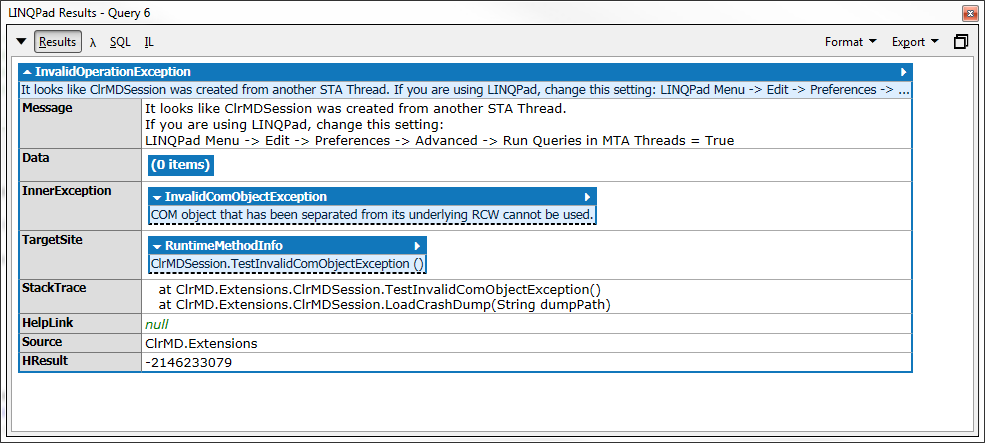 LINQPad Results - Query 6
Results λ SQL IL Format Export
InvalidOperationException
It looks like ClrMDSession was created from another STA Thread. If you are using LINQPad, change this setting: LINQPad Menu -> Edit -> Preferences -> ...
Message It looks like ClrMDSession was created from another STA Thread.
If you are using LINQPad, change this setting:
LINQPad Menu -> Edit -> Preferences -> Advanced -> Run Queries in MTA Threads = True
Data (0 items)
InnerException InvalidComObjectException
COM object that has been separated from its underlying RCW cannot be used.
TargetSite RuntimeMethodInfo
ClrMDSession.TestInvalidComObjectException ()
StackTrace at ClrMD.Extensions.ClrMDSession.TestInvalidComObjectException()
at ClrMD.Extensions.ClrMDSession.LoadCrashDump(String dumpPath)
HelpLink null
Source ClrMD.Extensions
HResult -2146233079